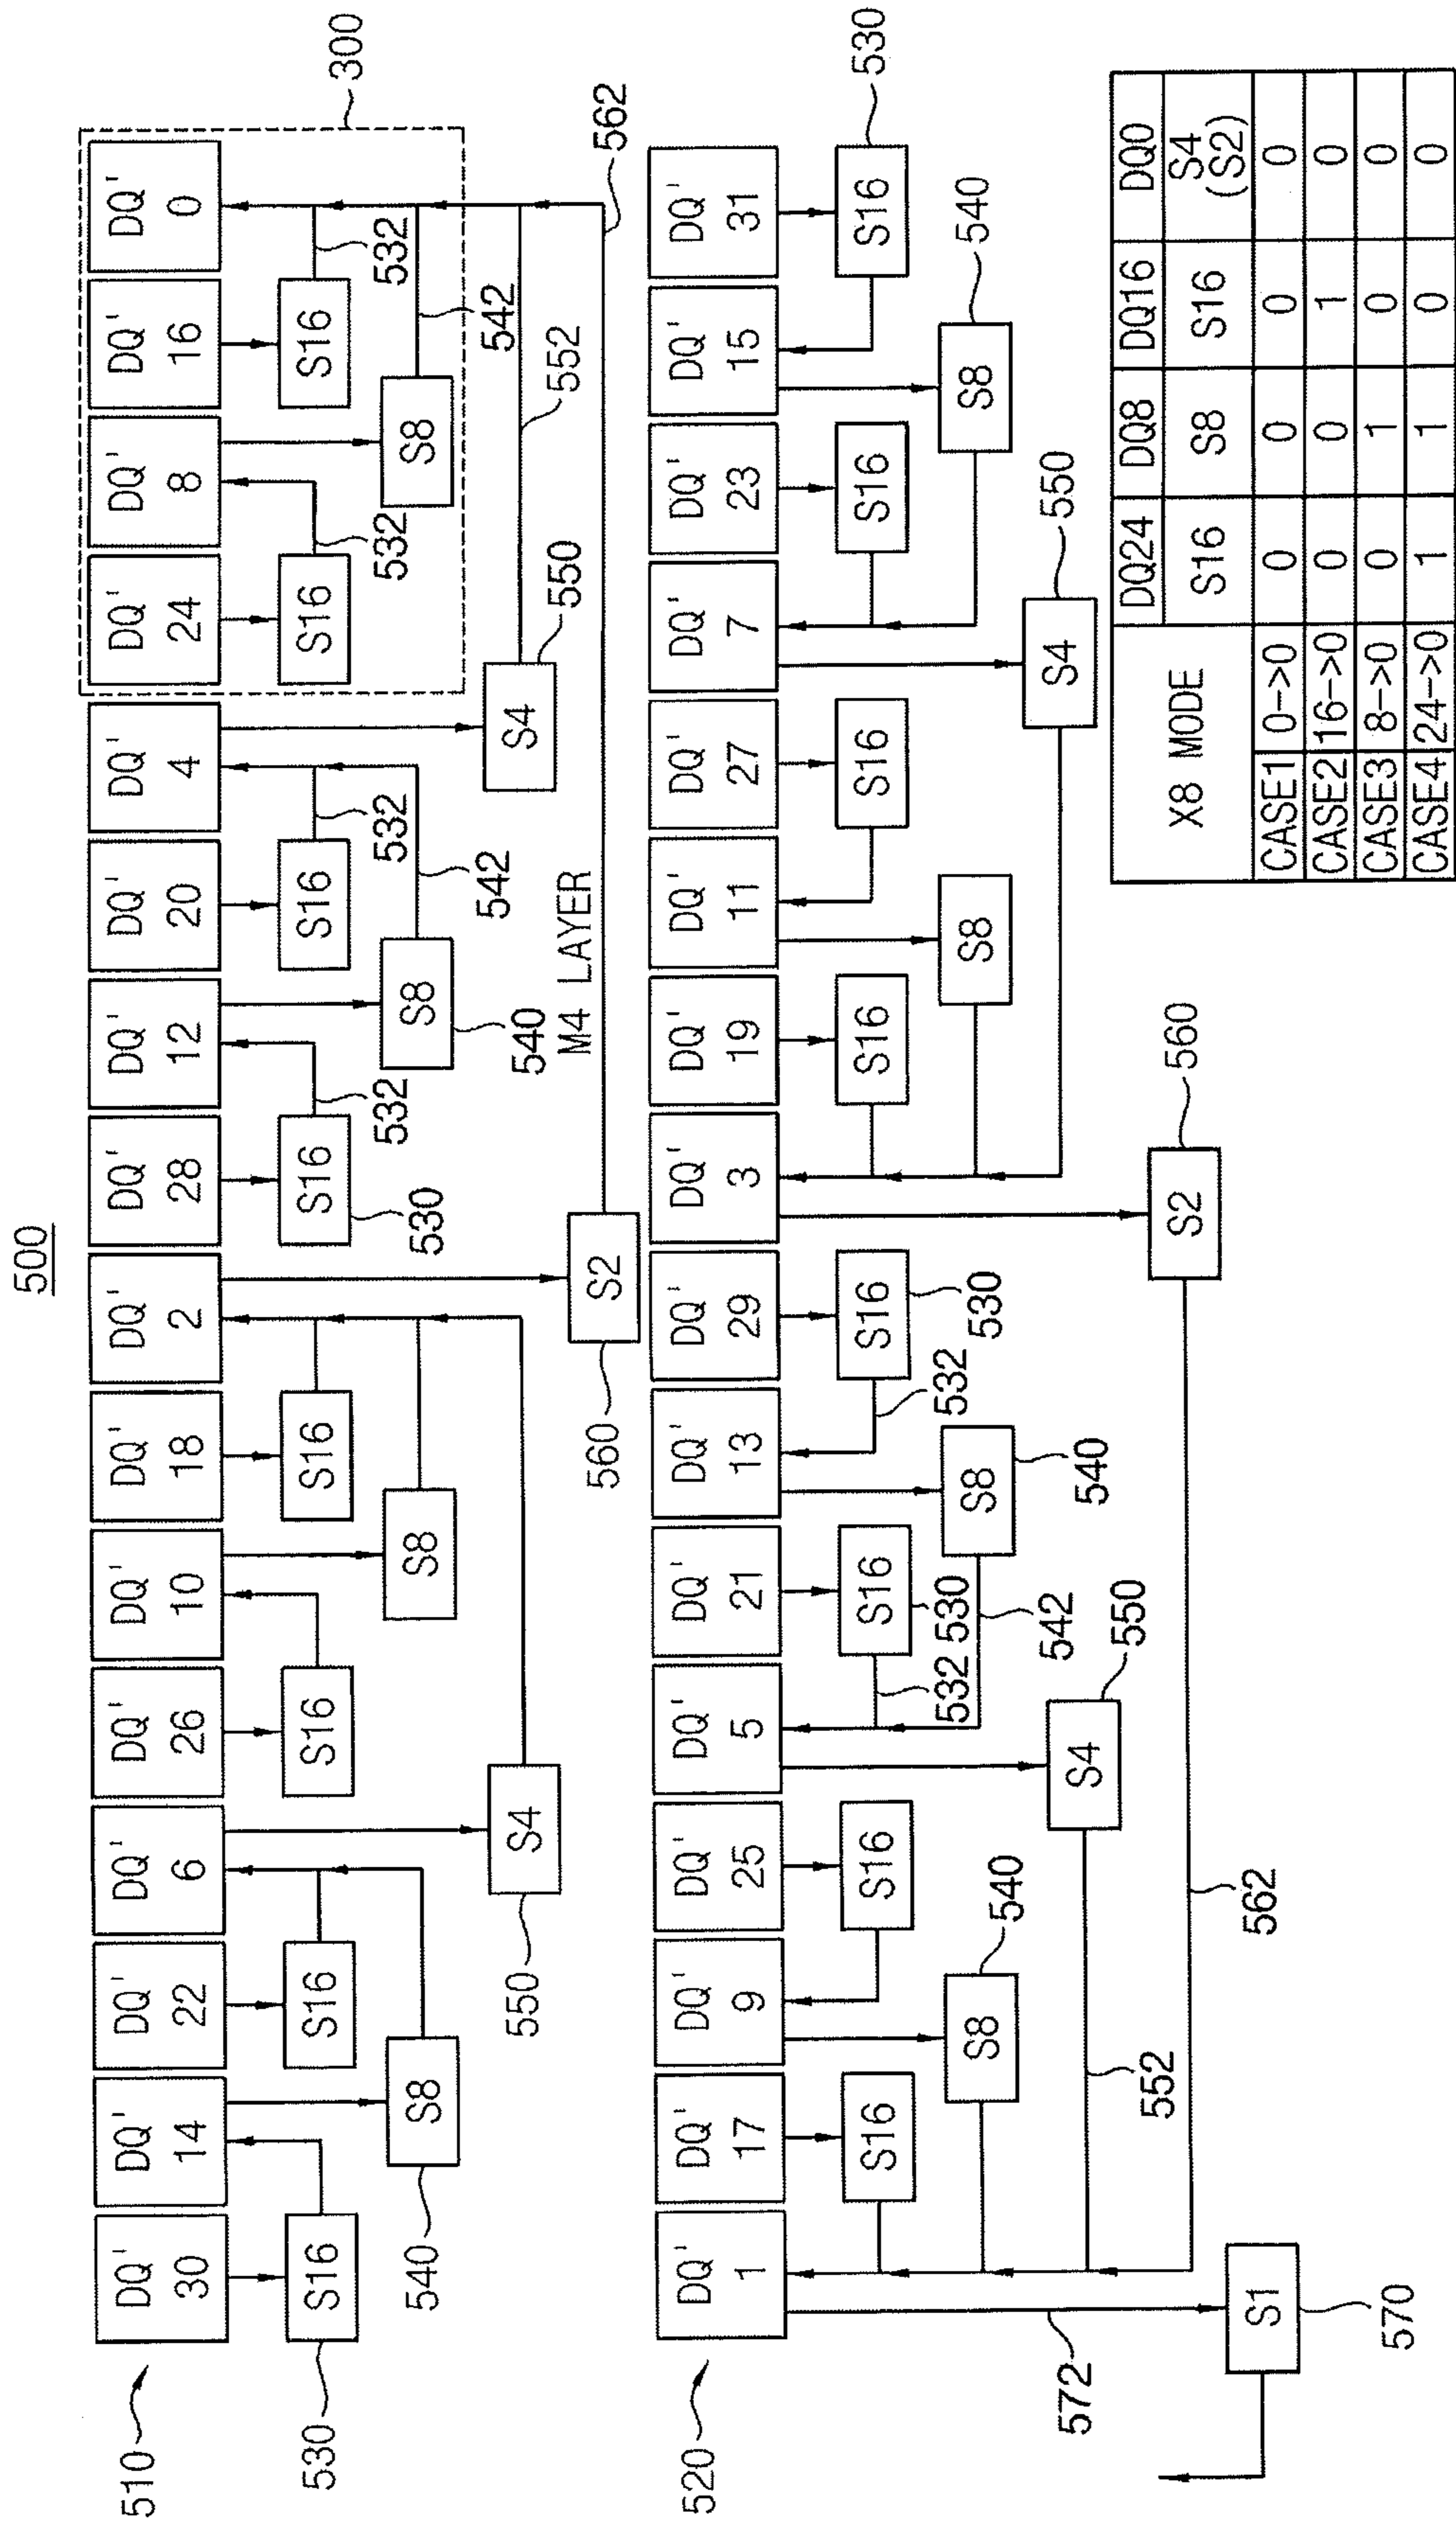 500
510
DQ' 30
DQ' 14
DQ' 22
DQ' 6
DQ' 26
DQ' 10
DQ' 18
DQ' 2
DQ' 28
DQ' 12
DQ' 20
DQ' 4
DQ' 24
DQ' 8
DQ' 16
DQ' 0
300
S16
S16
S16
S16
S16
S16
S16
S16
530
530
532
532
532
532
S8
S8
S8
S8
540
540
542
542
S4
S4
550
550
552
S2
560
562
M4 LAYER
520
DQ' 1
DQ' 17
DQ' 9
DQ' 25
DQ' 5
DQ' 21
DQ' 13
DQ' 29
DQ' 3
DQ' 19
DQ' 11
DQ' 27
DQ' 7
DQ' 23
DQ' 15
DQ' 31
S16
S16
S16
S16
S16
S16
S16
S16
530
530
530
532
532
S8
S8
S8
S8
540
540
540
542
S4
S4
550
550
552
S2
560
562
S1
570
572
X8 MODE DQ24 DQ8 DQ16 DQ0
S16 S8 S16 S4 (S2)
CASE1 0->0 0 0 0 0
CASE2 16->0 0 0 1 0
CASE3 8->0 0 1 0 0
CASE4 24->0 1 1 0 0